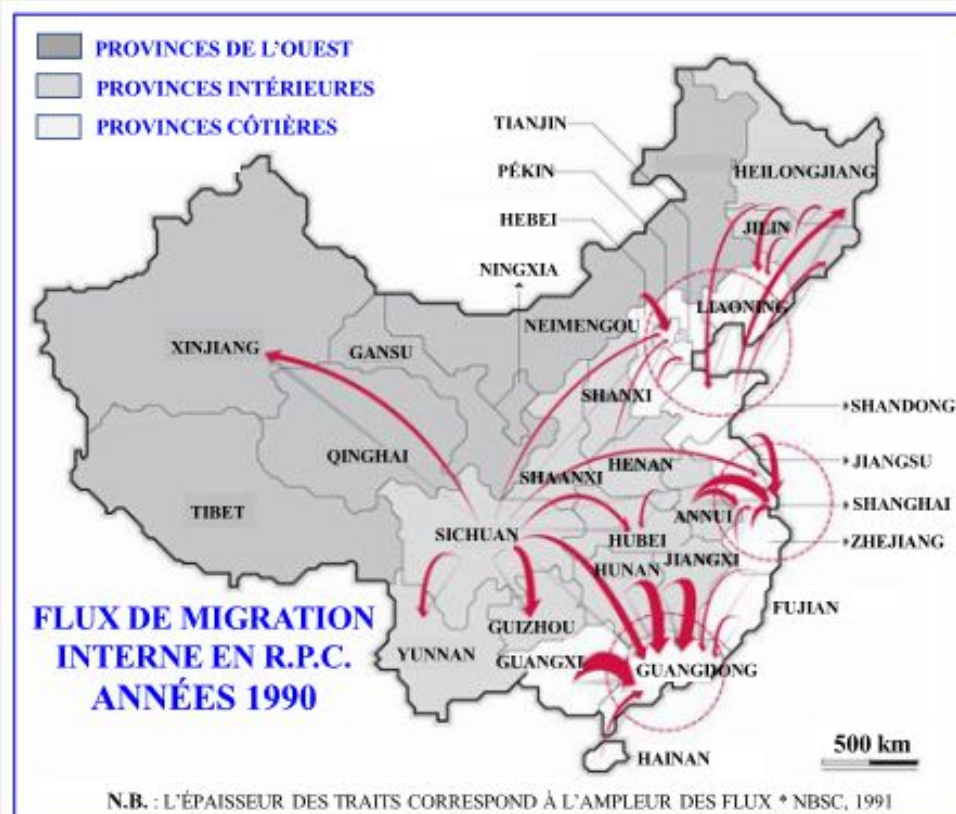 PROVINCES DE L'OUEST
PROVINCES INTÉRIEURES
PROVINCES CÔTIÈRES
TIANJIN
PÉKIN
HEBEI
NINGXIA
HEILONGJIANG
JILIN
LIAONING
NEIMENGOU
XINJIANG
GANSU
SHANXI
SHANDONG
QINGHAI
SHAANXI
HENAN
JIANGSU
TIBET
SICHUAN
ANNUI
SHANGHAI
HUBEI
ZHEJIANG
JIANGXI
HUNAN
FUJIAN
GUIZHOU
YUNNAN
GUANGXI
GUANGDONG
HAINAN
FLUX DE MIGRATION
INTERNE EN R.P.C.
ANNÉES 1990
500 km
N.B. : L'ÉPAISSEUR DES TRAITS CORRESPOND À L'AMPLEUR DES FLUX * NBSC, 1991